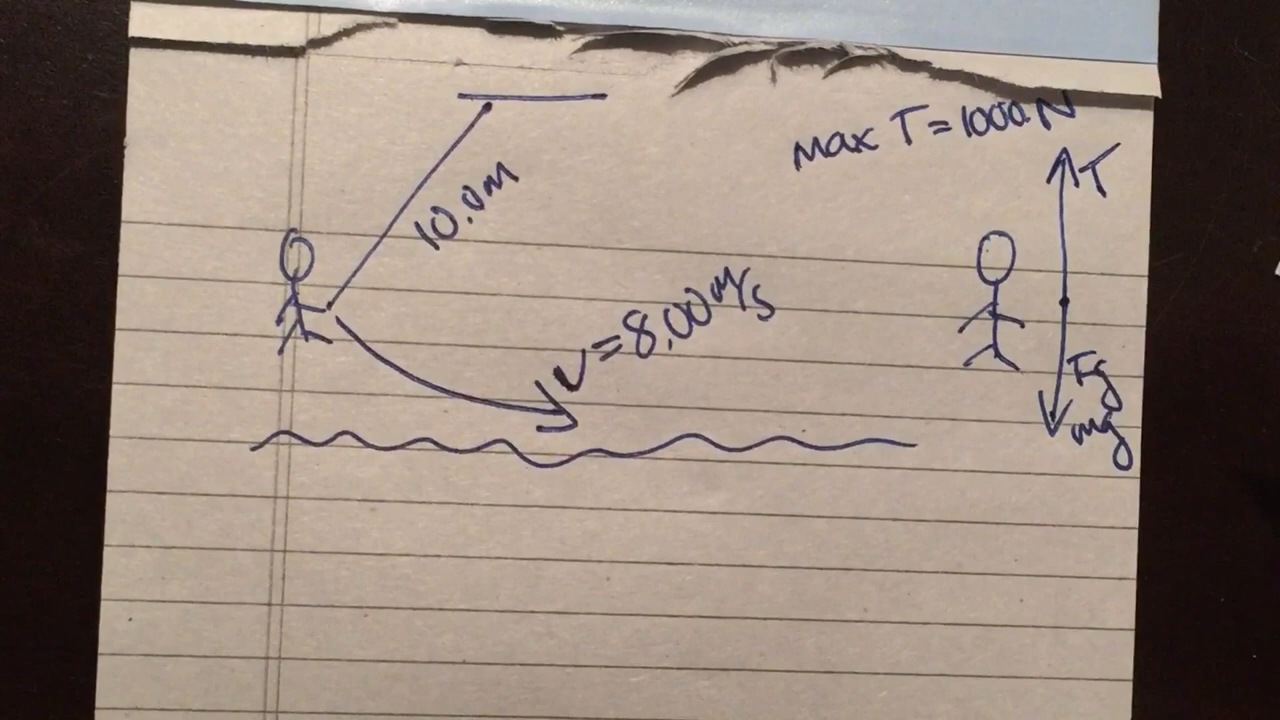 max T = 1000.N
T
10.0m
v = 8.00 m/s
Fg
mg